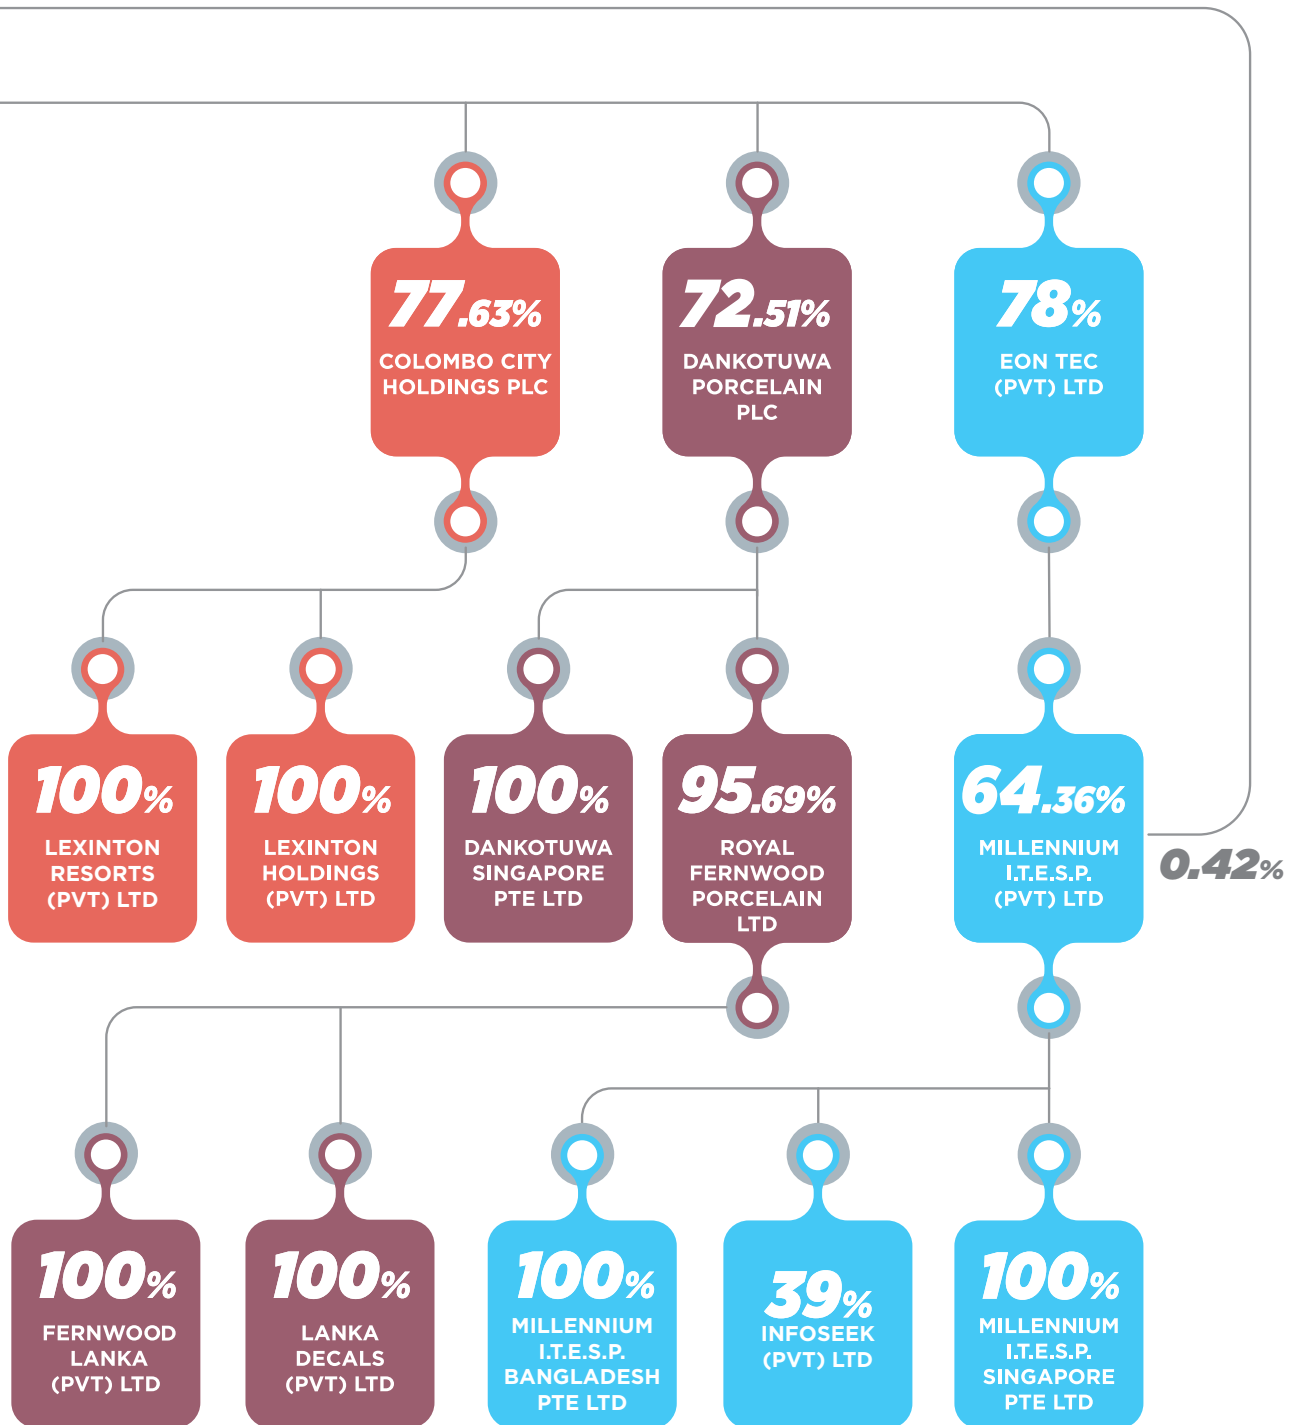 77.63%
COLOMBO CITY
HOLDINGS PLC
72.51%
DANKOTUWA
PORCELAIN
PLC
78%
EON TEC
(PVT) LTD
100%
LEXINTON
RESORTS
(PVT) LTD
100%
LEXINTON
HOLDINGS
(PVT) LTD
100%
DANKOTUWA
SINGAPORE
PTE LTD
95.69%
ROYAL
FERNWOOD
PORCELAIN
LTD
64.36%
MILLENNIUM
I.T.E.S.P.
(PVT) LTD
0.42%
100%
FERNWOOD
LANKA
(PVT) LTD
100%
LANKA
DECALS
(PVT) LTD
100%
MILLENNIUM
I.T.E.S.P.
BANGLADESH
PTE LTD
39%
INFOSEEK
(PVT) LTD
100%
MILLENNIUM
I.T.E.S.P.
SINGAPORE
PTE LTD